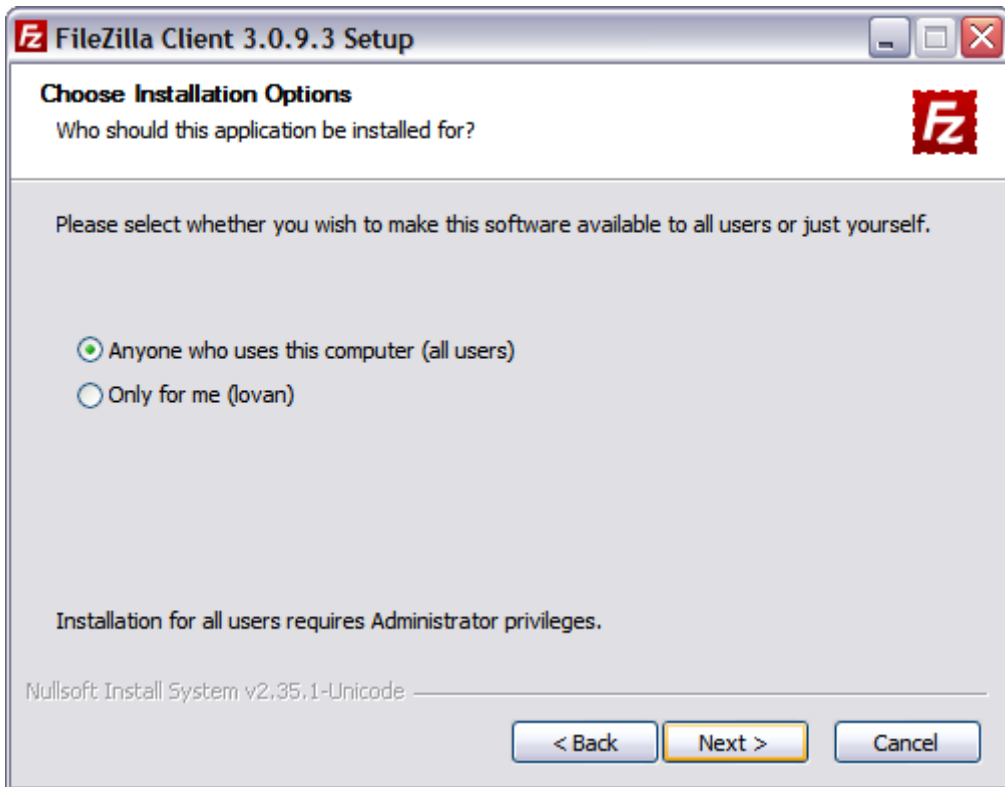 FileZilla Client 3.0.9.3 Setup
Choose Installation Options
Who should this application be installed for?
Fz
Please select whether you wish to make this software available to all users or just yourself.
Anyone who uses this computer (all users)
Only for me (lovan)
Installation for all users requires Administrator privileges.
Nullsoft Install System v2.35.1-Unicode
< Back Next > Cancel